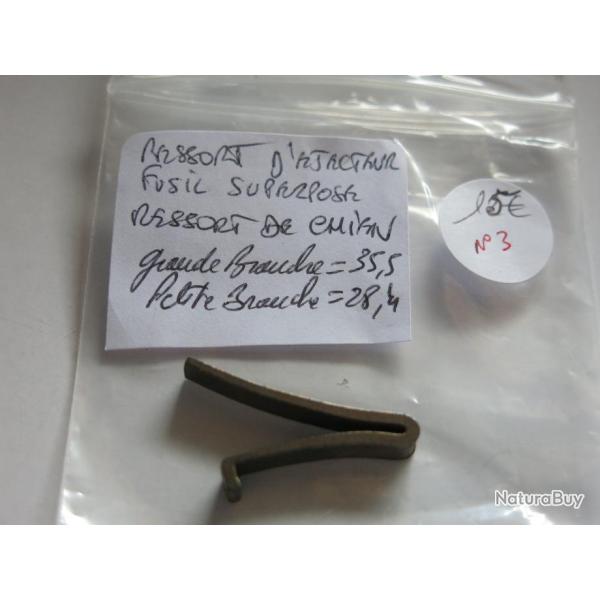 RESSORT D'EJECTEUR
FUSIL SUPERPOSE
RESSORT DE CHIEN
grande Branche = 35,5
Petite Branche = 28,4
15€
N° 3
NaturaBuy